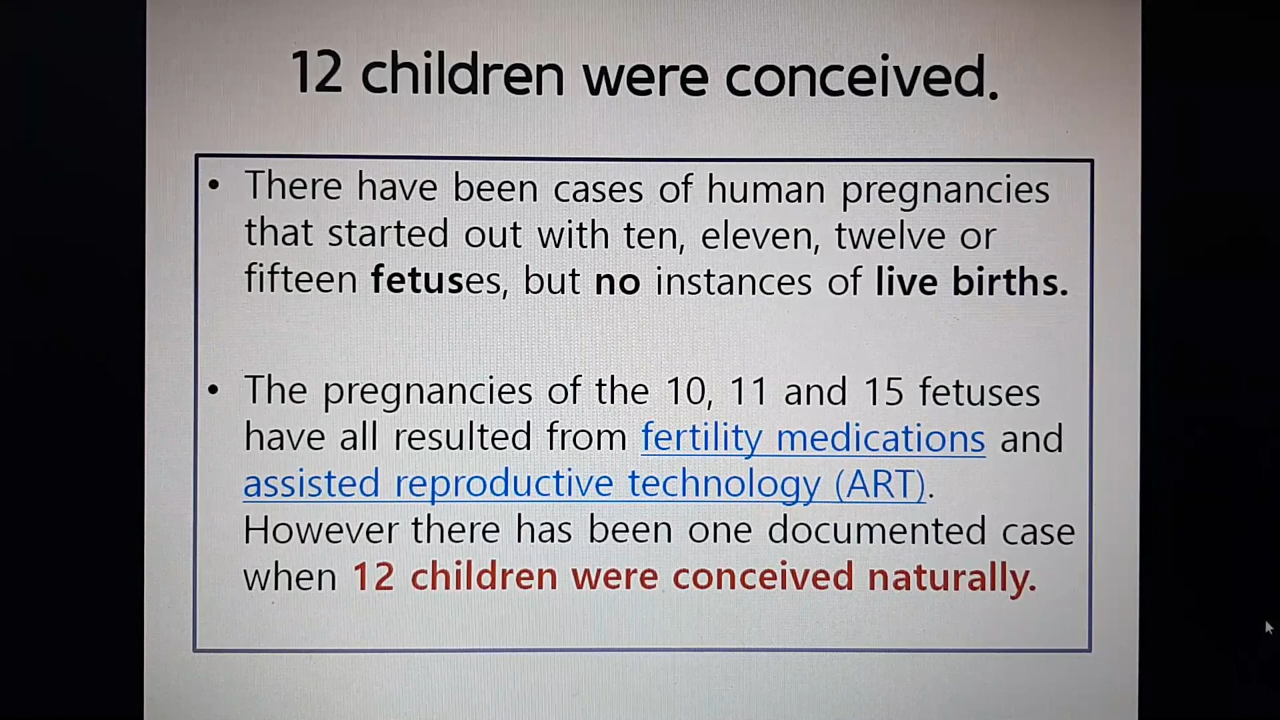 12 children were conceived.
• There have been cases of human pregnancies
that started out with ten, eleven, twelve or
fifteen fetuses, but no instances of live births.
• The pregnancies of the 10, 11 and 15 fetuses
have all resulted from fertility medications and
assisted reproductive technology (ART).
However there has been one documented case
when 12 children were conceived naturally.